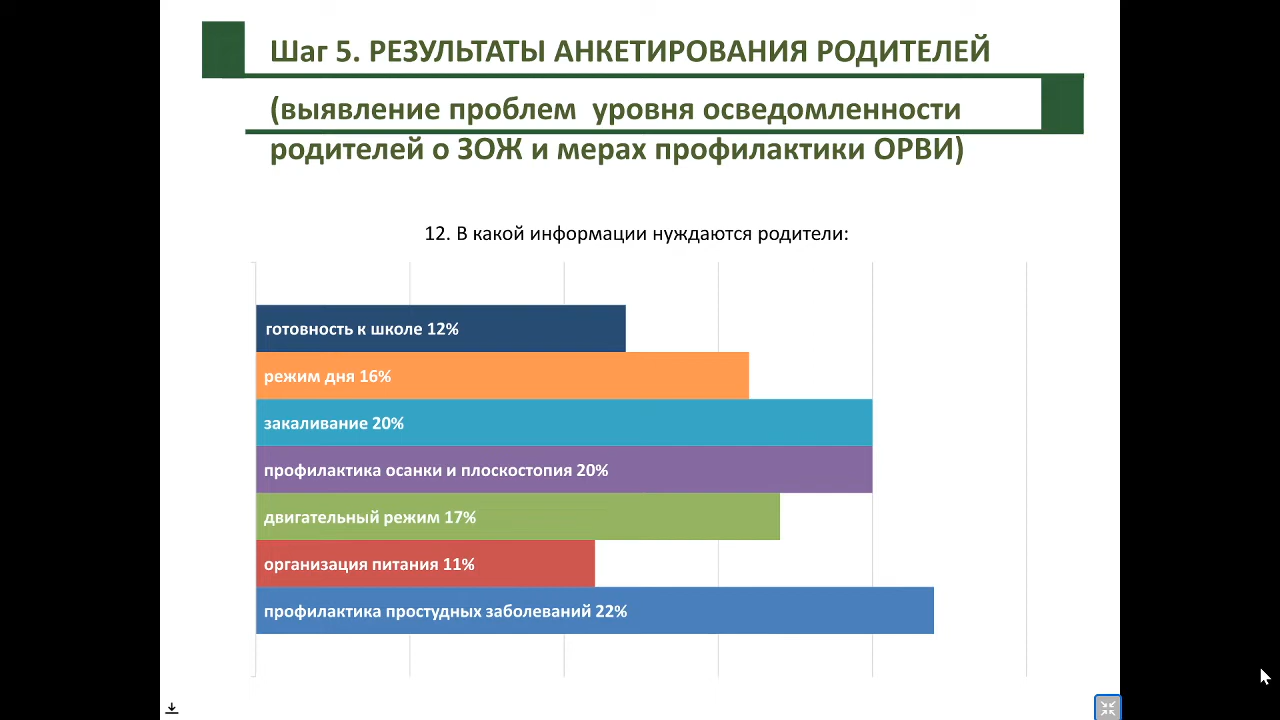 Шаг 5. РЕЗУЛЬТАТЫ АНКЕТИРОВАНИЯ РОДИТЕЛЕЙ
(выявление проблем уровня осведомленности
родителей о ЗОЖ и мерах профилактики ОРВИ)
12. В какой информации нуждаются родители:
готовность к школе 12%
режим дня 16%
закаливание 20%
профилактика осанки и плоскостопия 20%
двигательный режим 17%
организация питания 11%
профилактика простудных заболеваний 22%